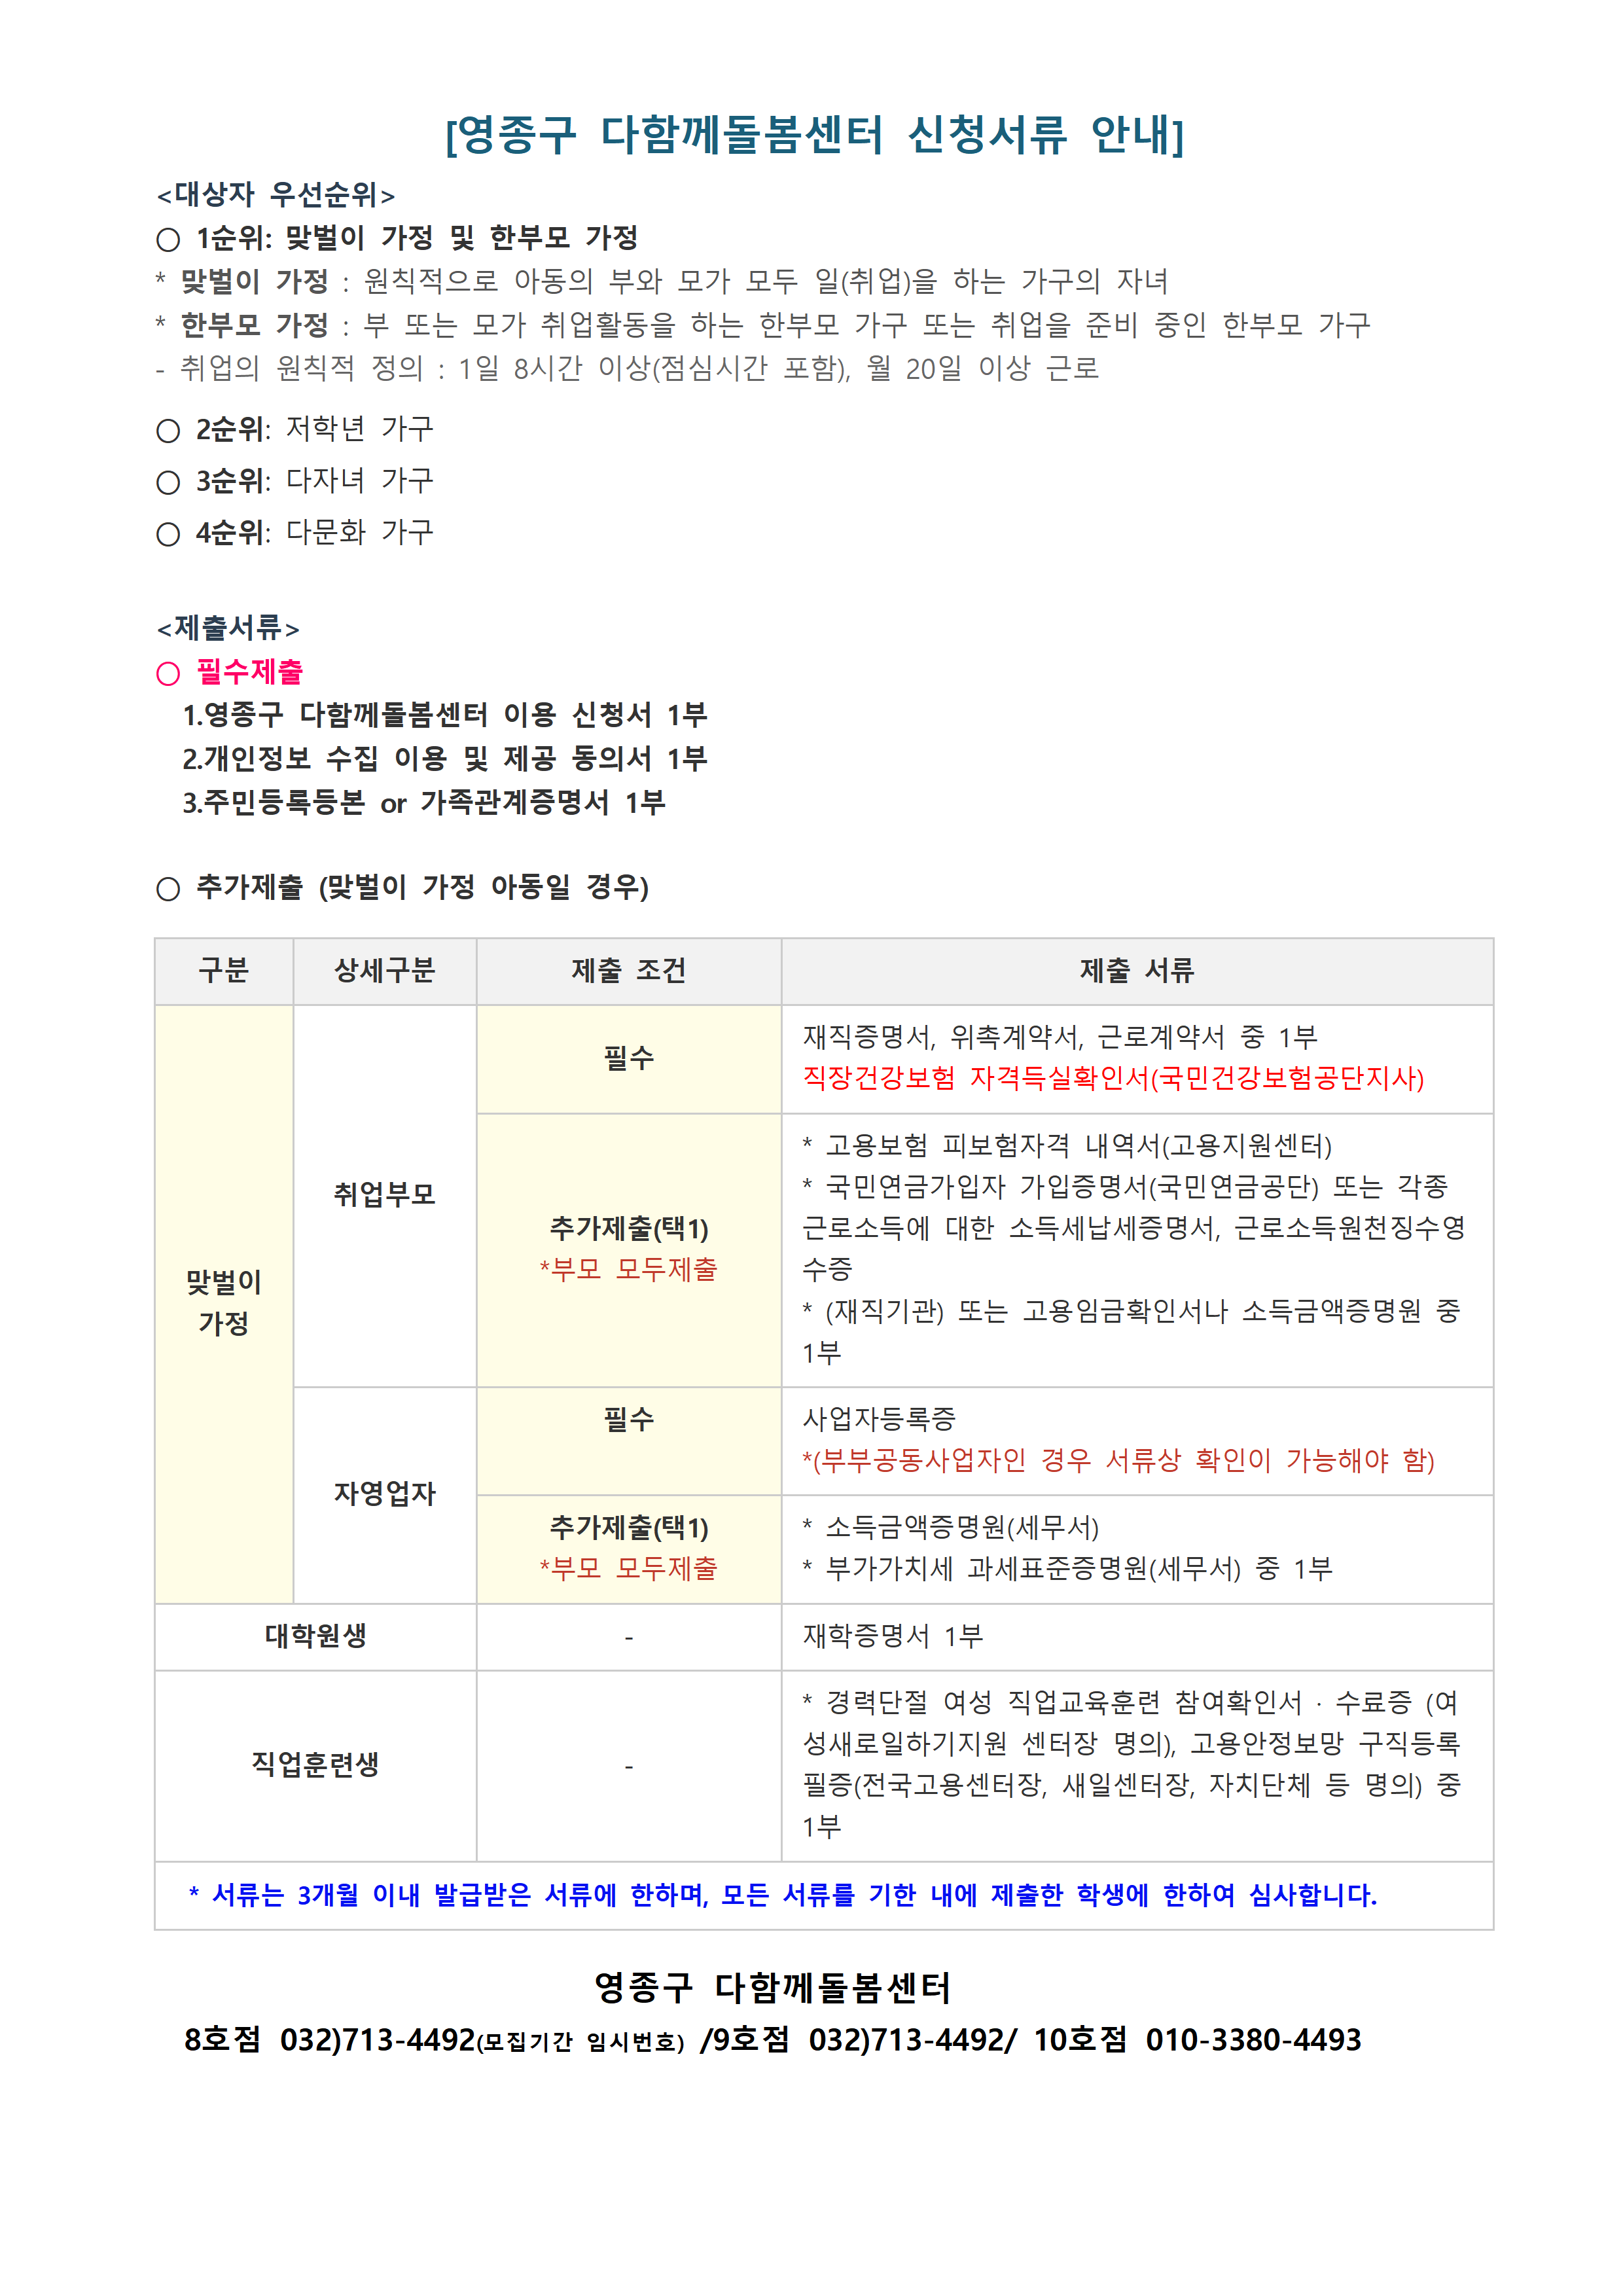 [영종구 다함께돌봄센터 신청서류 안내]
<대상자 우선순위>
○ 1순위: 맞벌이 가정 및 한부모 가정
* 맞벌이 가정 : 원칙적으로 아동의 부와 모가 모두 일(취업)을 하는 가구의 자녀
* 한부모 가정 : 부 또는 모가 취업활동을 하는 한부모 가구 또는 취업을 준비 중인 한부모 가구
- 취업의 원칙적 정의 : 1일 8시간 이상(점심시간 포함), 월 20일 이상 근로
○ 2순위: 저학년 가구
○ 3순위: 다자녀 가구
○ 4순위: 다문화 가구
<제출서류>
○ 필수제출
1.영종구 다함께돌봄센터 이용 신청서 1부
2.개인정보 수집 이용 및 제공 동의서 1부
3.주민등록등본 or 가족관계증명서 1부
○ 추가제출 (맞벌이 가정 아동일 경우)
구분 상세구분 제출 조건 제출 서류
맞벌이
가정
취업부모
필수
재직증명서, 위촉계약서, 근로계약서 중 1부
직장건강보험 자격득실확인서(국민건강보험공단지사)
추가제출(택1)
*부모 모두제출
* 고용보험 피보험자격 내역서(고용지원센터)
* 국민연금가입자 가입증명서(국민연금공단) 또는 각종
근로소득에 대한 소득세납세증명서, 근로소득원천징수영
수증
* (재직기관) 또는 고용임금확인서나 소득금액증명원 중
1부
자영업자
필수
사업자등록증
*(부부공동사업자인 경우 서류상 확인이 가능해야 함)
추가제출(택1)
*부모 모두제출
* 소득금액증명원(세무서)
* 부가가치세 과세표준증명원(세무서) 중 1부
대학원생 - 재학증명서 1부
직업훈련생 -
* 경력단절 여성 직업교육훈련 참여확인서 · 수료증 (여
성새로일하기지원 센터장 명의), 고용안정보망 구직등록
필증(전국고용센터장, 새일센터장, 자치단체 등 명의) 중
1부
* 서류는 3개월 이내 발급받은 서류에 한하며, 모든 서류를 기한 내에 제출한 학생에 한하여 심사합니다.
영종구 다함께돌봄센터
8호점 032)713-4492(모집기간 임시번호) /9호점 032)713-4492/ 10호점 010-3380-4493